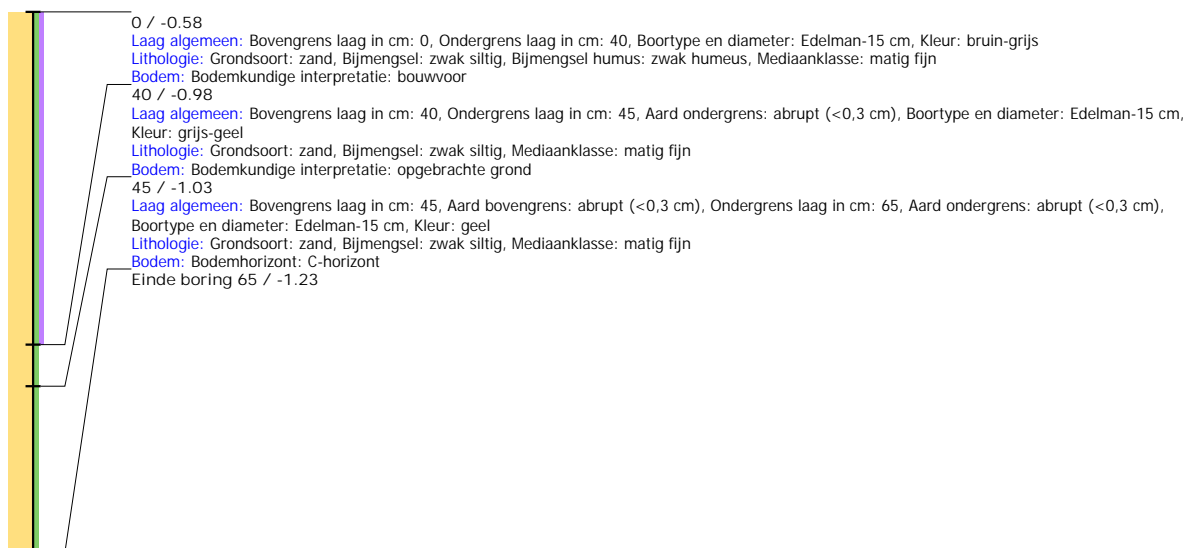 0 / -0.58
Laag algemeen: Bovengrens laag in cm: 0, Ondergrens laag in cm: 40, Boortype en diameter: Edelman-15 cm, Kleur: bruin-grijs
Lithologie: Grondsoort: zand, Bijmengsel: zwak siltig, Bijmengsel humus: zwak humeus, Mediaanklasse: matig fijn
Bodem: Bodemkundige interpretatie: bouwvoor
40 / -0.98
Laag algemeen: Bovengrens laag in cm: 40, Ondergrens laag in cm: 45, Aard ondergrens: abrupt (<0,3 cm), Boortype en diameter: Edelman-15 cm,
Kleur: grijs-geel
Lithologie: Grondsoort: zand, Bijmengsel: zwak siltig, Mediaanklasse: matig fijn
Bodem: Bodemkundige interpretatie: opgebrachte grond
45 / -1.03
Laag algemeen: Bovengrens laag in cm: 45, Aard bovengrens: abrupt (<0,3 cm), Ondergrens laag in cm: 65, Aard ondergrens: abrupt (<0,3 cm),
Boortype en diameter: Edelman-15 cm, Kleur: geel
Lithologie: Grondsoort: zand, Bijmengsel: zwak siltig, Mediaanklasse: matig fijn
Bodem: Bodemhorizont: C-horizont
Einde boring 65 / -1.23